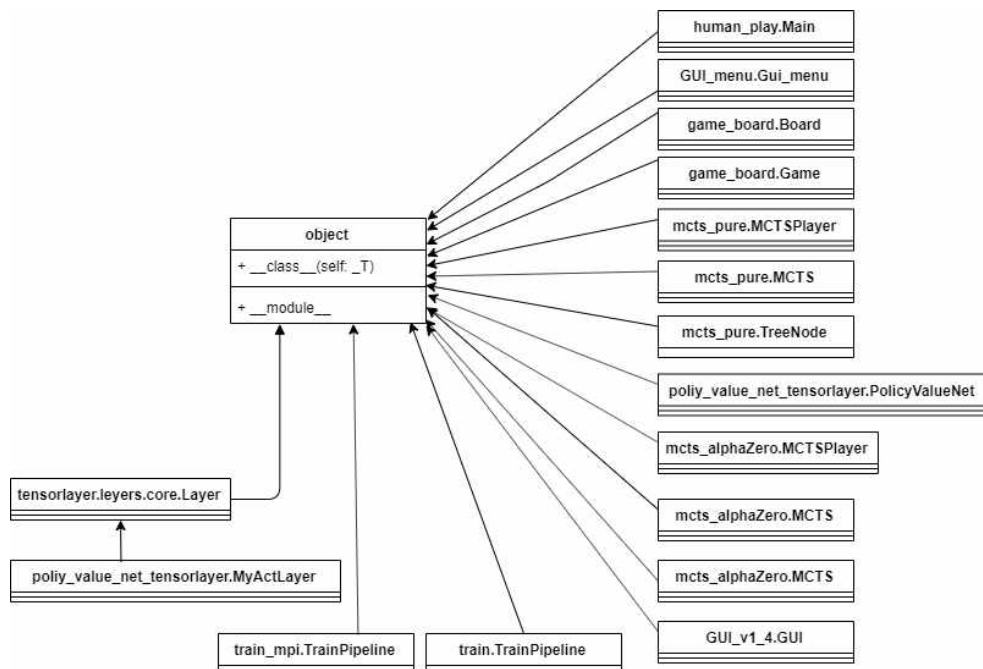 human_play.Main
GUI_menu.Gui_menu
game_board.Board
game_board.Game
object
mcts_pure.MCTSPlayer
+ __class__(self: _T)
mcts_pure.MCTS
+ __module__
mcts_pure.TreeNode
poliy_value_net_tensorlayer.PolicyValueNet
mcts_alphaZero.MCTSPlayer
tensorlayer.leyers.core.Layer
mcts_alphaZero.MCTS
poliy_value_net_tensorlayer.MyActLayer
mcts_alphaZero.MCTS
GUI_v1_4.GUI
train_mpi.TrainPipeline
train.TrainPipeline